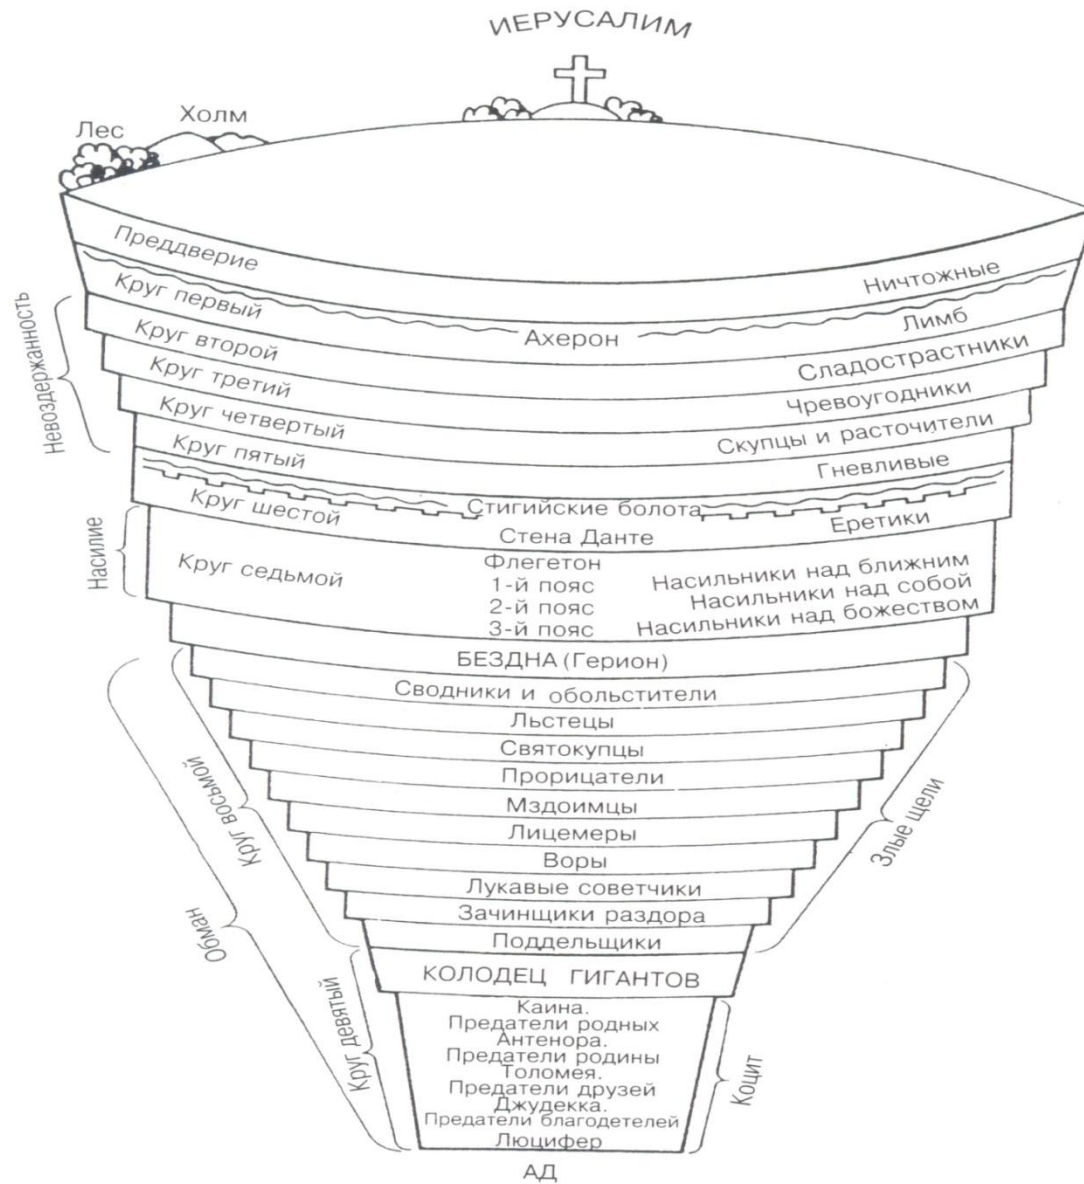 ИЕРУСАЛИМ
Лес
Холм
Преддверие
Ничтожные
Круг первый
Ахерон
Лимб
Невоздержанность
Круг второй
Сладострастники
Круг третий
Чревоугодники
Круг четвертый
Скупцы и расточители
Круг пятый
Гневливые
Стигийские болота
Круг шестой
Еретики
Стена Данте
Насилие
Круг седьмой
Флегетон
1-й пояс Насильники над ближним
2-й пояс Насильники над собой
3-й пояс Насильники над божеством
БЕЗДНА (Герион)
Обман
Круг восьмой
Злые щели
Сводники и обольстители
Льстецы
Святокупцы
Прорицатели
Мздоимцы
Лицемеры
Воры
Лукавые советчики
Зачинщики раздора
Поддельщики
КОЛОДЕЦ ГИГАНТОВ
Круг девятый
Каина.
Предатели родных
Антенора.
Предатели родины
Толомея.
Предатели друзей
Джудекка.
Предатели благодетелей
Люцифер
Коцит
АД